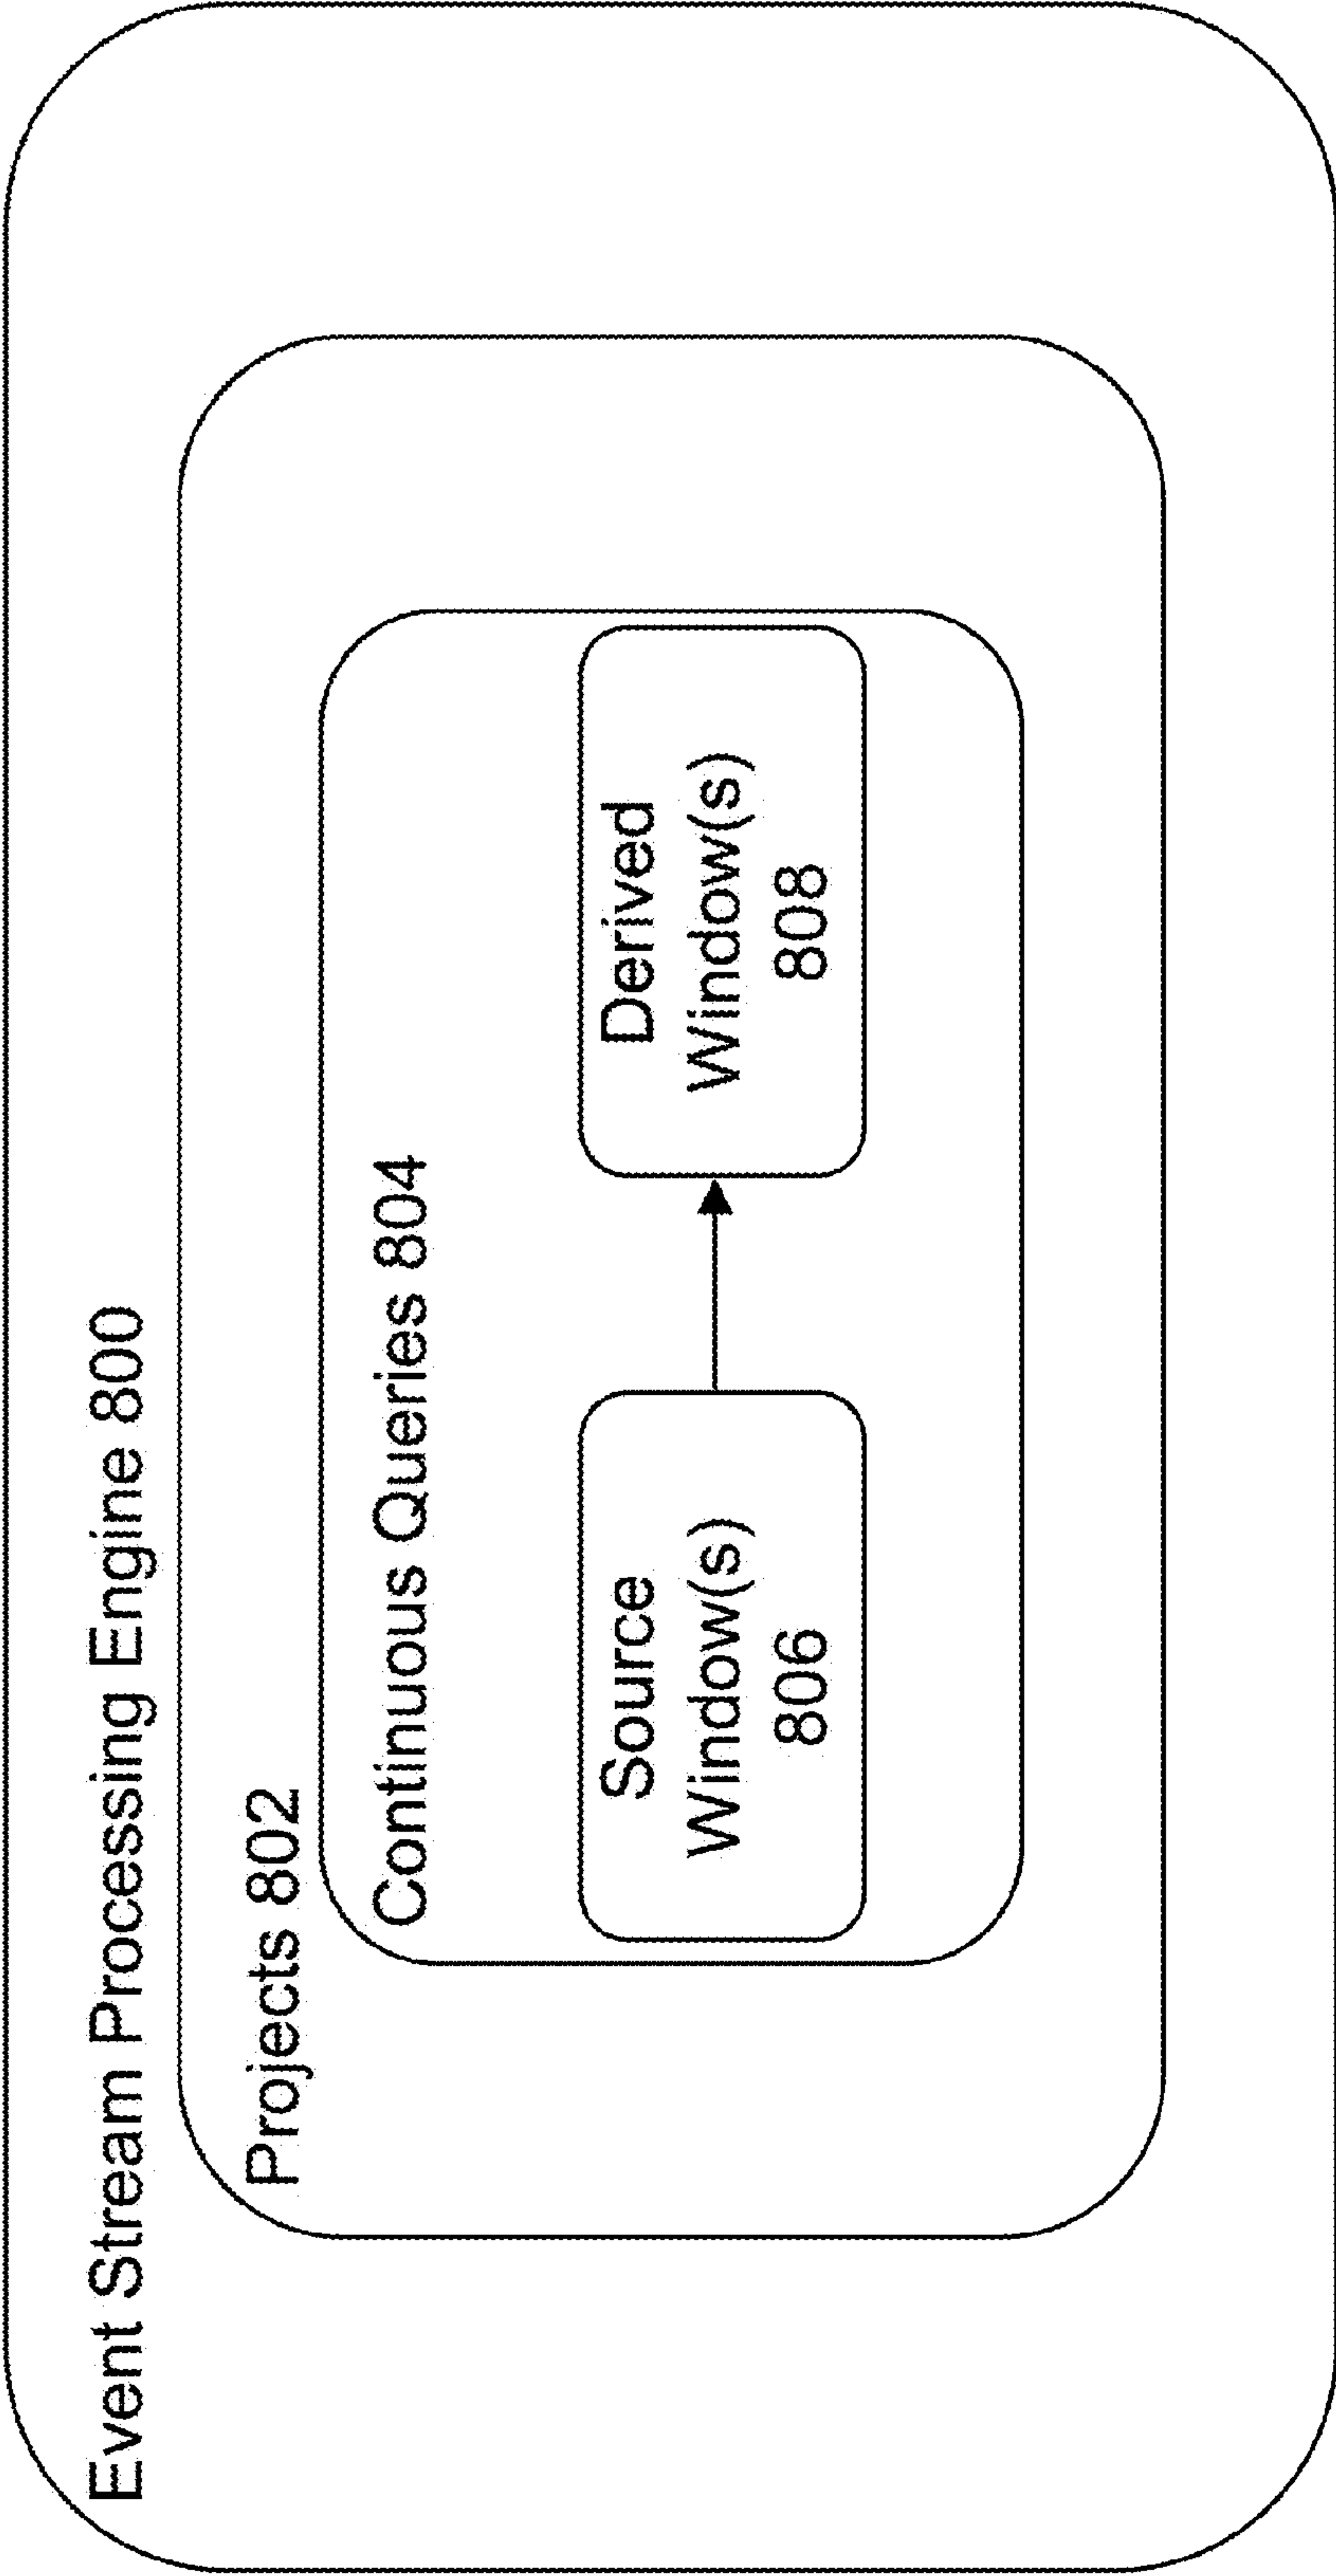 Event Stream Processing Engine 800
Projects 802
Continuous Queries 804
Source
Window(s)
806
Derived
Window(s)
808